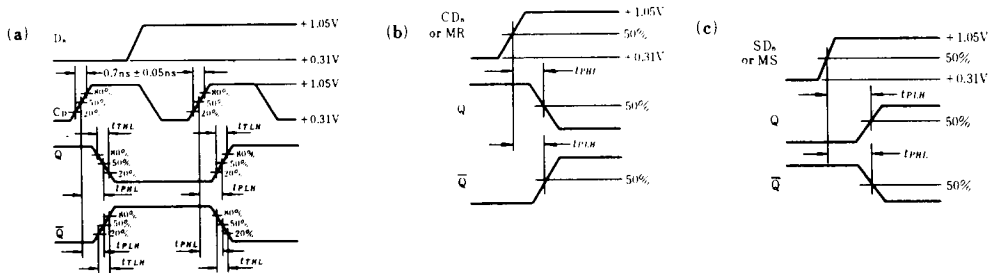 (a)
Dₙ
+1.05V
+0.31V
0.7ns ± 0.05ns
+1.05V
80%
50%
20%
80%
50%
20%
C_D
+0.31V
tTHL
tTLH
Q
80%
50%
20%
80%
50%
20%
tPHL
tPLH
Q̅
80%
50%
20%
80%
50%
20%
tPLH
tPHL
tTLH
tTHL
(b)
CDₙ
or MR
+1.05V
50%
+0.31V
tPHL
Q
50%
tPLH
Q̅
50%
(c)
SDₙ
or MS
+1.05V
50%
+0.31V
tPLH
Q
50%
tPHL
Q̅
50%